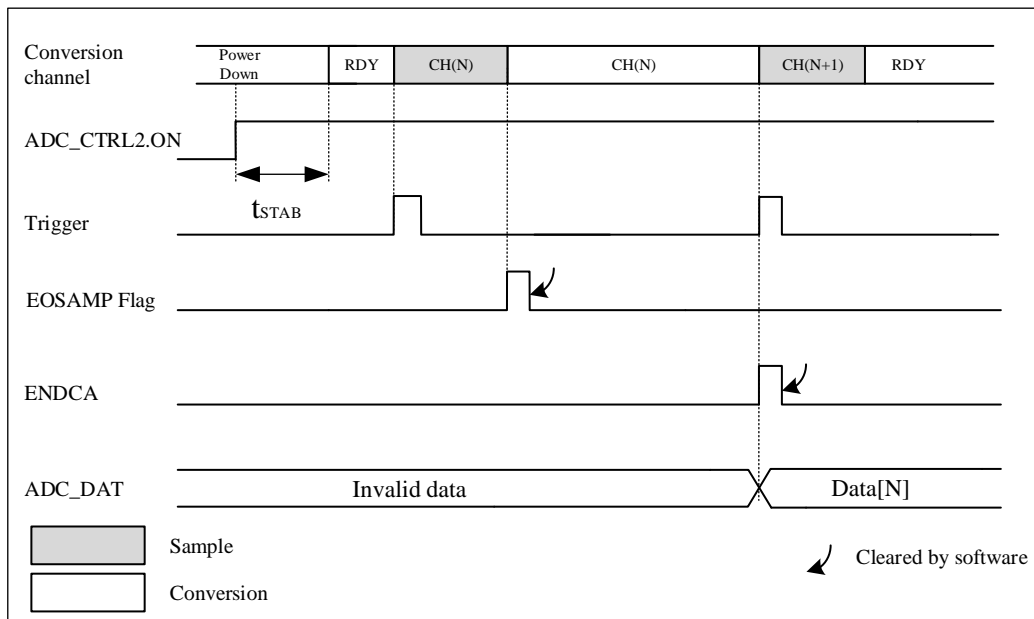 Conversion
channel
Power
Down
RDY
CH(N)
CH(N)
CH(N+1)
RDY
ADC_CTRL2.ON
tSTAB
Trigger
EOSAMP Flag
ENDCA
ADC_DAT
Invalid data
Data[N]
Sample
Cleared by software
Conversion